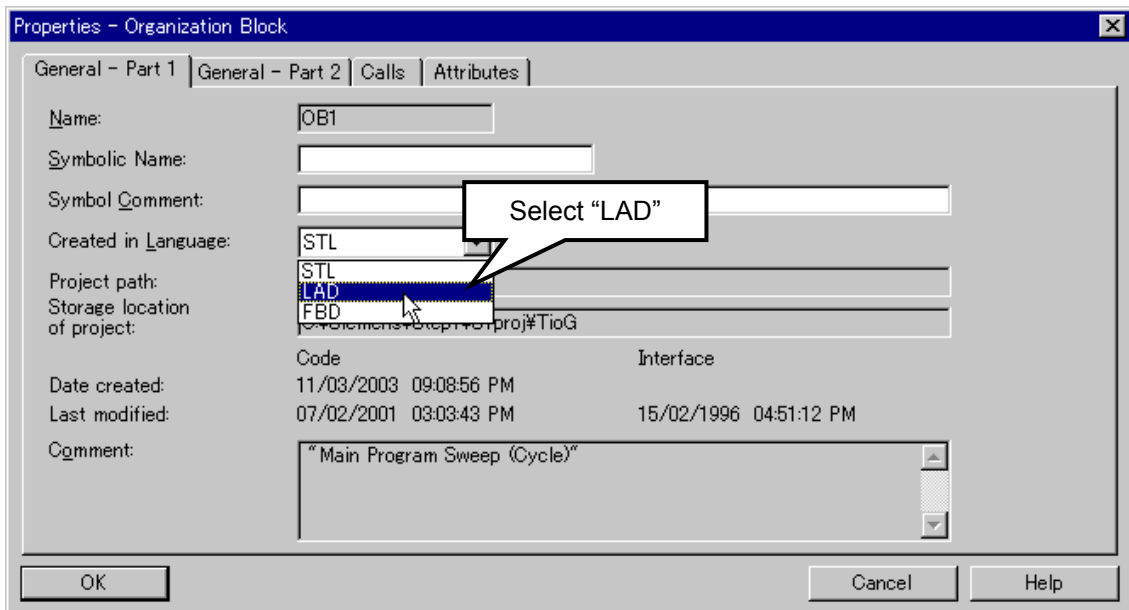 Properties - Organization Block
General - Part 1 General - Part 2 Calls Attributes
Name: OB1
Symbolic Name:
Symbol Comment:
Select “LAD”
Created in Language: STL
STL
LAD
FBD
Project path:
Storage location
of project:
¥TioG
Code Interface
Date created: 11/03/2003 09:08:56 PM
Last modified: 07/02/2001 03:03:43 PM 15/02/1996 04:51:12 PM
Comment: "Main Program Sweep (Cycle)"
OK Cancel Help